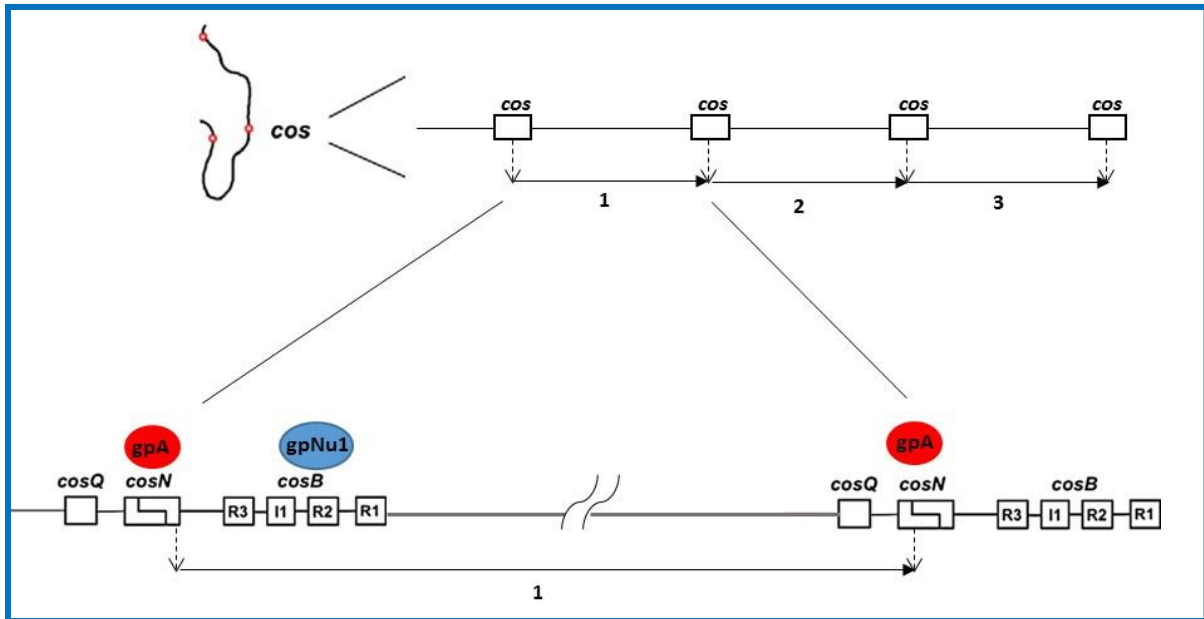 cos cos cos cos
cos
1 2 3
gpA gpNu1 gpA
cosQ cosN cosB cosQ cosN cosB
R3 I1 R2 R1 R3 I1 R2 R1
1